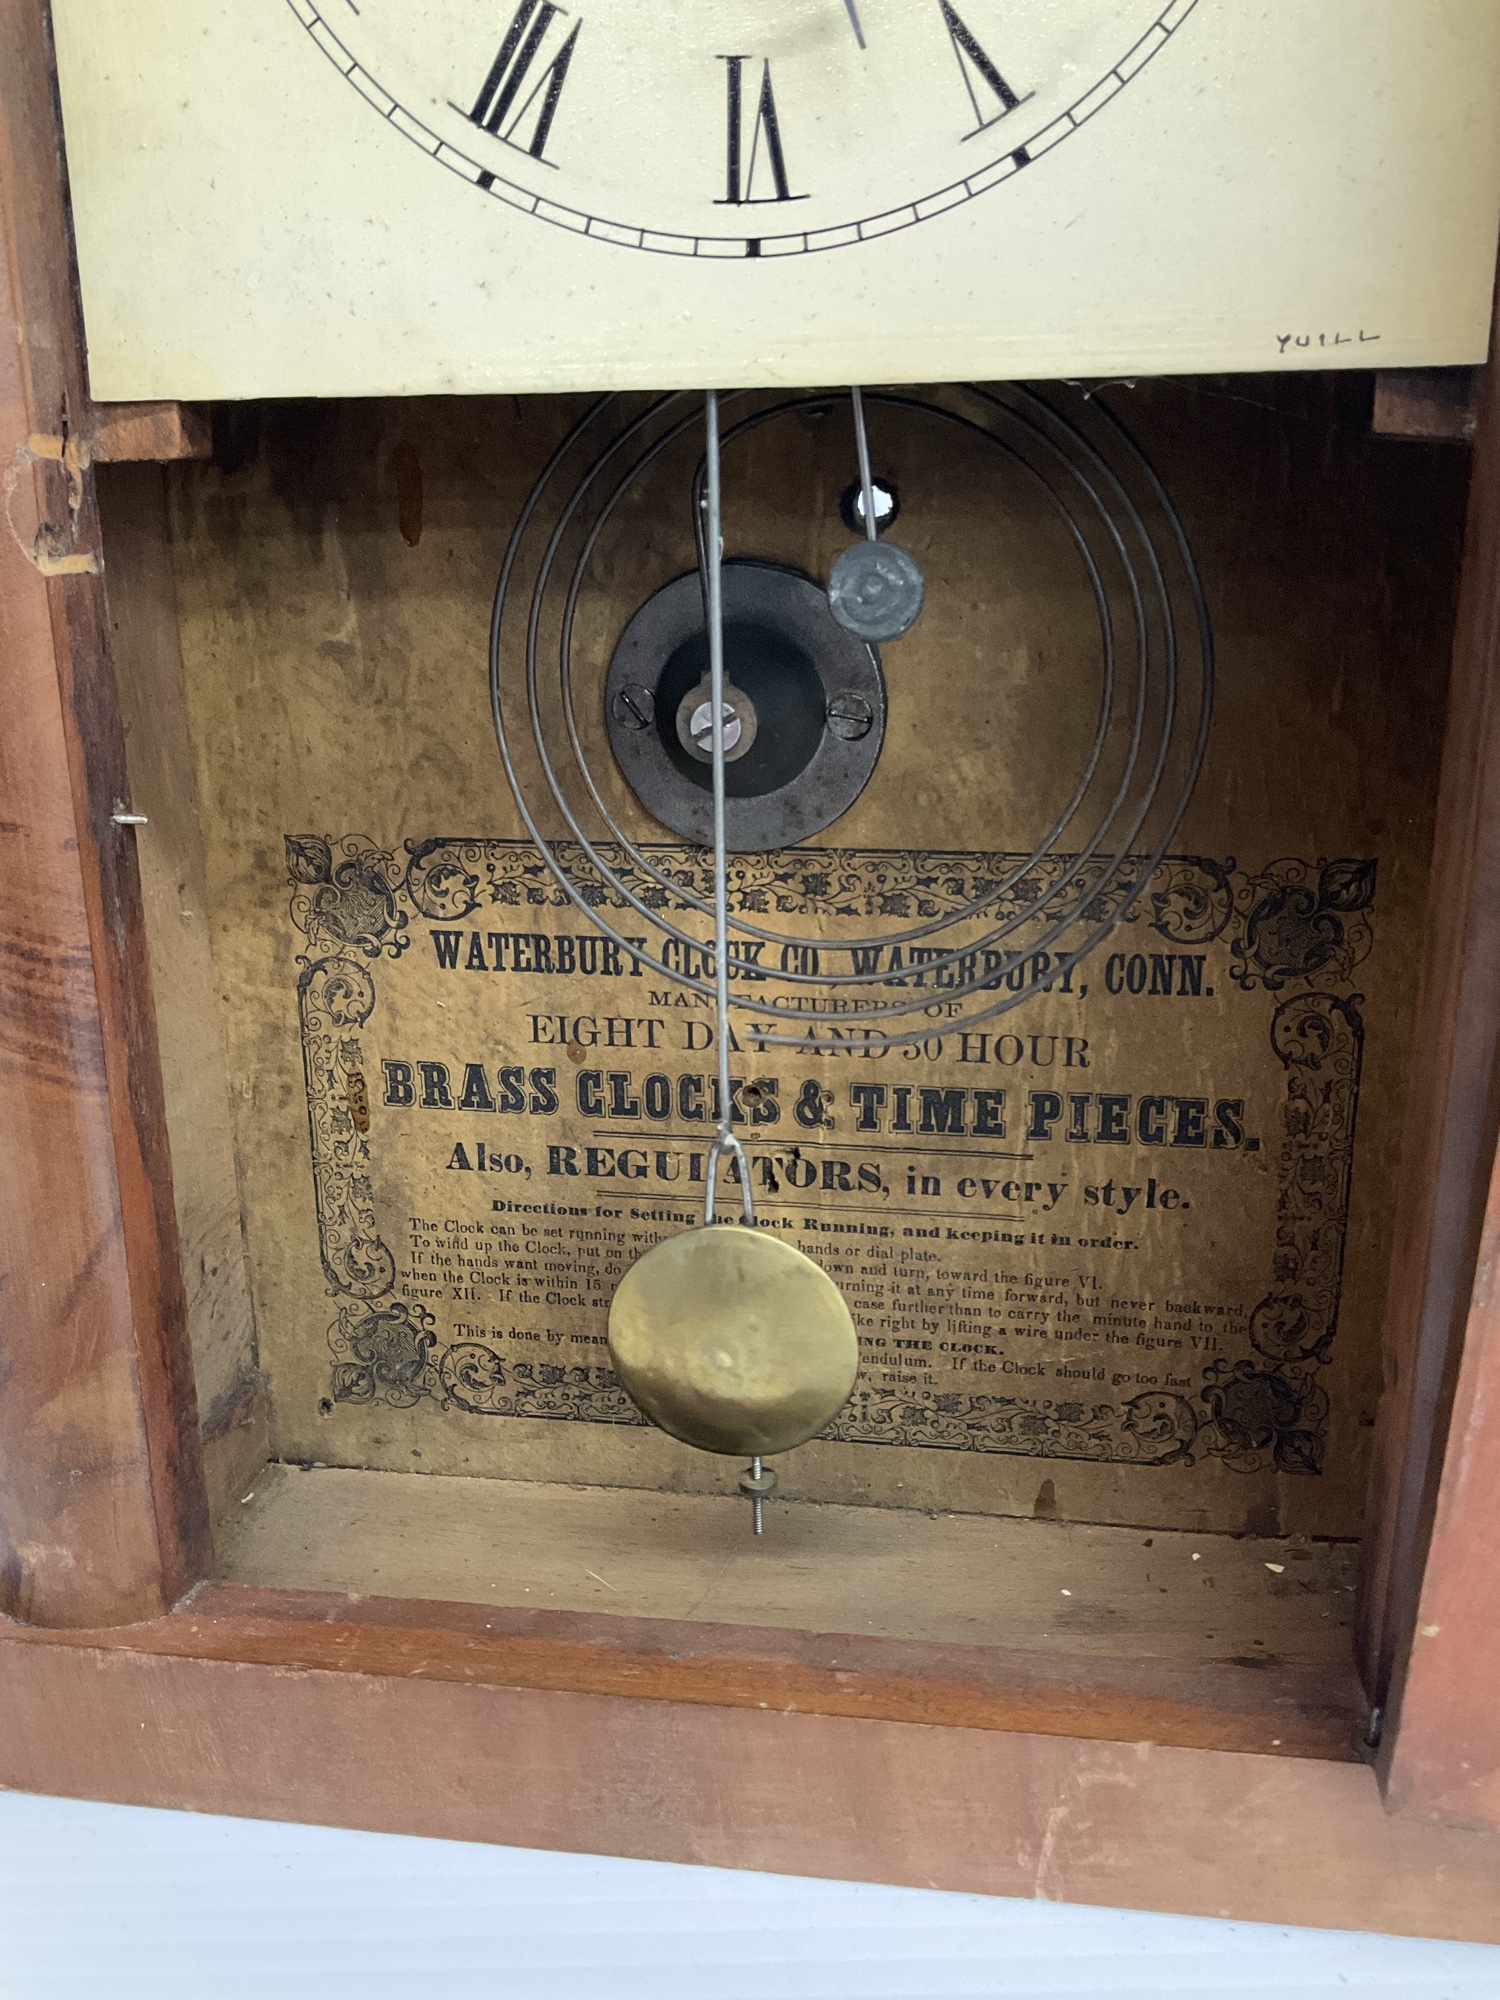 VII VI V
YUILL
WATERBURY CLOCK CO., WATERBURY, CONN.
MANUFACTURERS OF
EIGHT DAY AND 30 HOUR
BRASS CLOCKS & TIME PIECES.
Also, REGULATORS, in every style.
Directions for Setting the Clock Running, and keeping it in order.
The Clock can be set running hands or dial plate.
To wind up the Clock, put on down and turn, toward the figure VI.
If the hands want moving, do turning it at any time forward, but never backward,
when the Clock is within 15 case further than to carry the minute hand to the
figure XII. If the Clock right by lifting a wire under the figure VII.
THE CLOCK.
This is done by pendulum. If the Clock should go too fast
raise it.